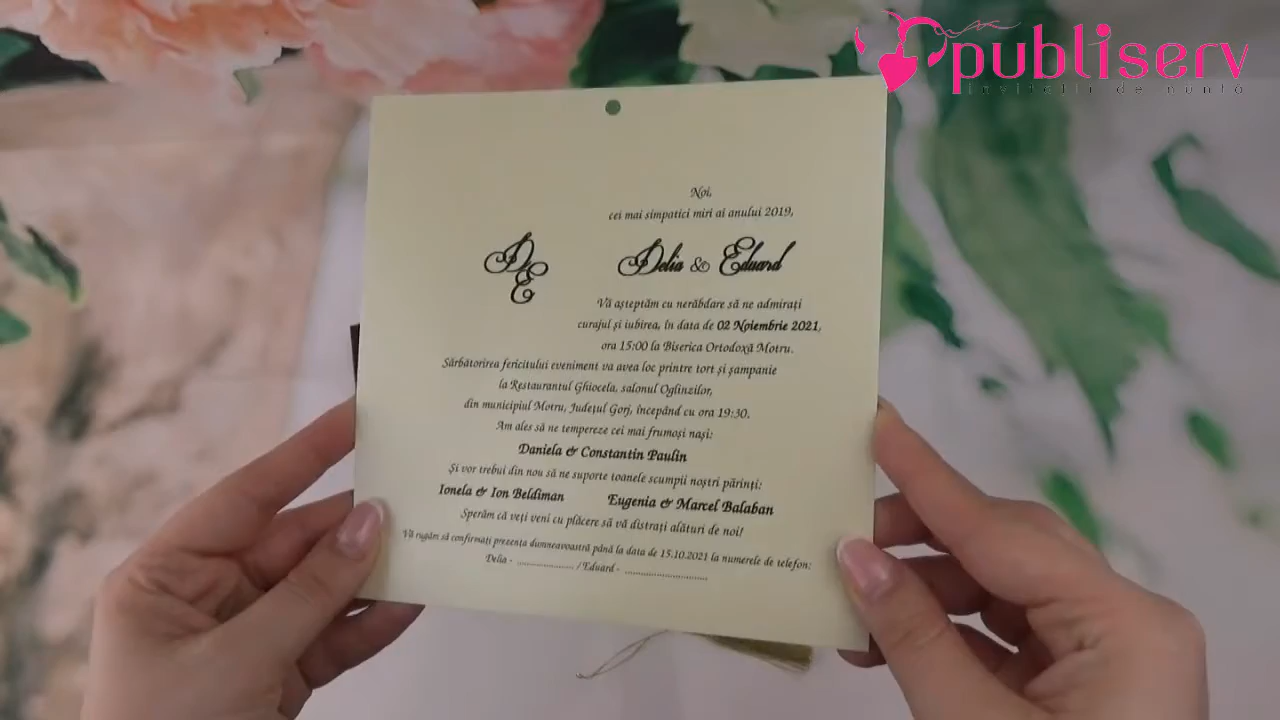 publiserv
invitatii de nunta
Noi,
cei mai simpatici miri ai anului 2019,
D
E
Delia & Eduard
Vă așteptăm cu nerăbdare să ne admirați
curajul și iubirea, în data de 02 Noiembrie 2021,
ora 15:00 la Biserica Ortodoxă Motru.
Sărbătorirea fericitului eveniment va avea loc printre tort și șampanie
la Restaurantul Ghiocela, salonul Oglinzilor,
din municipiul Motru, Județul Gorj, începând cu ora 19:30.
Am ales să ne tempereze cei mai frumoși nași:
Daniela & Constantin Paulin
Și vor trebui din nou să ne suporte toanele scumpii noștri părinți:
Ionela & Ion Beldiman Eugenia & Marcel Balaban
Sperăm că veți veni cu plăcere să vă distrați alături de noi!
Vă rugăm să confirmați prezența dumneavoastră până la data de 15.10.2021 la numerele de telefon:
Delia - ..................... / Eduard - ..............................